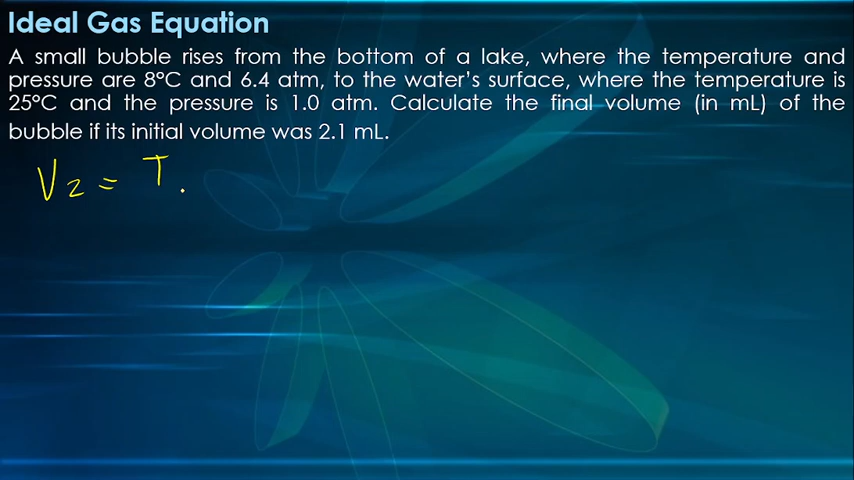 Ideal Gas Equation
A small bubble rises from the bottom of a lake, where the temperature and
pressure are 8°C and 6.4 atm, to the water's surface, where the temperature is
25°C and the pressure is 1.0 atm. Calculate the final volume (in mL) of the
bubble if its initial volume was 2.1 mL.
V2 = T